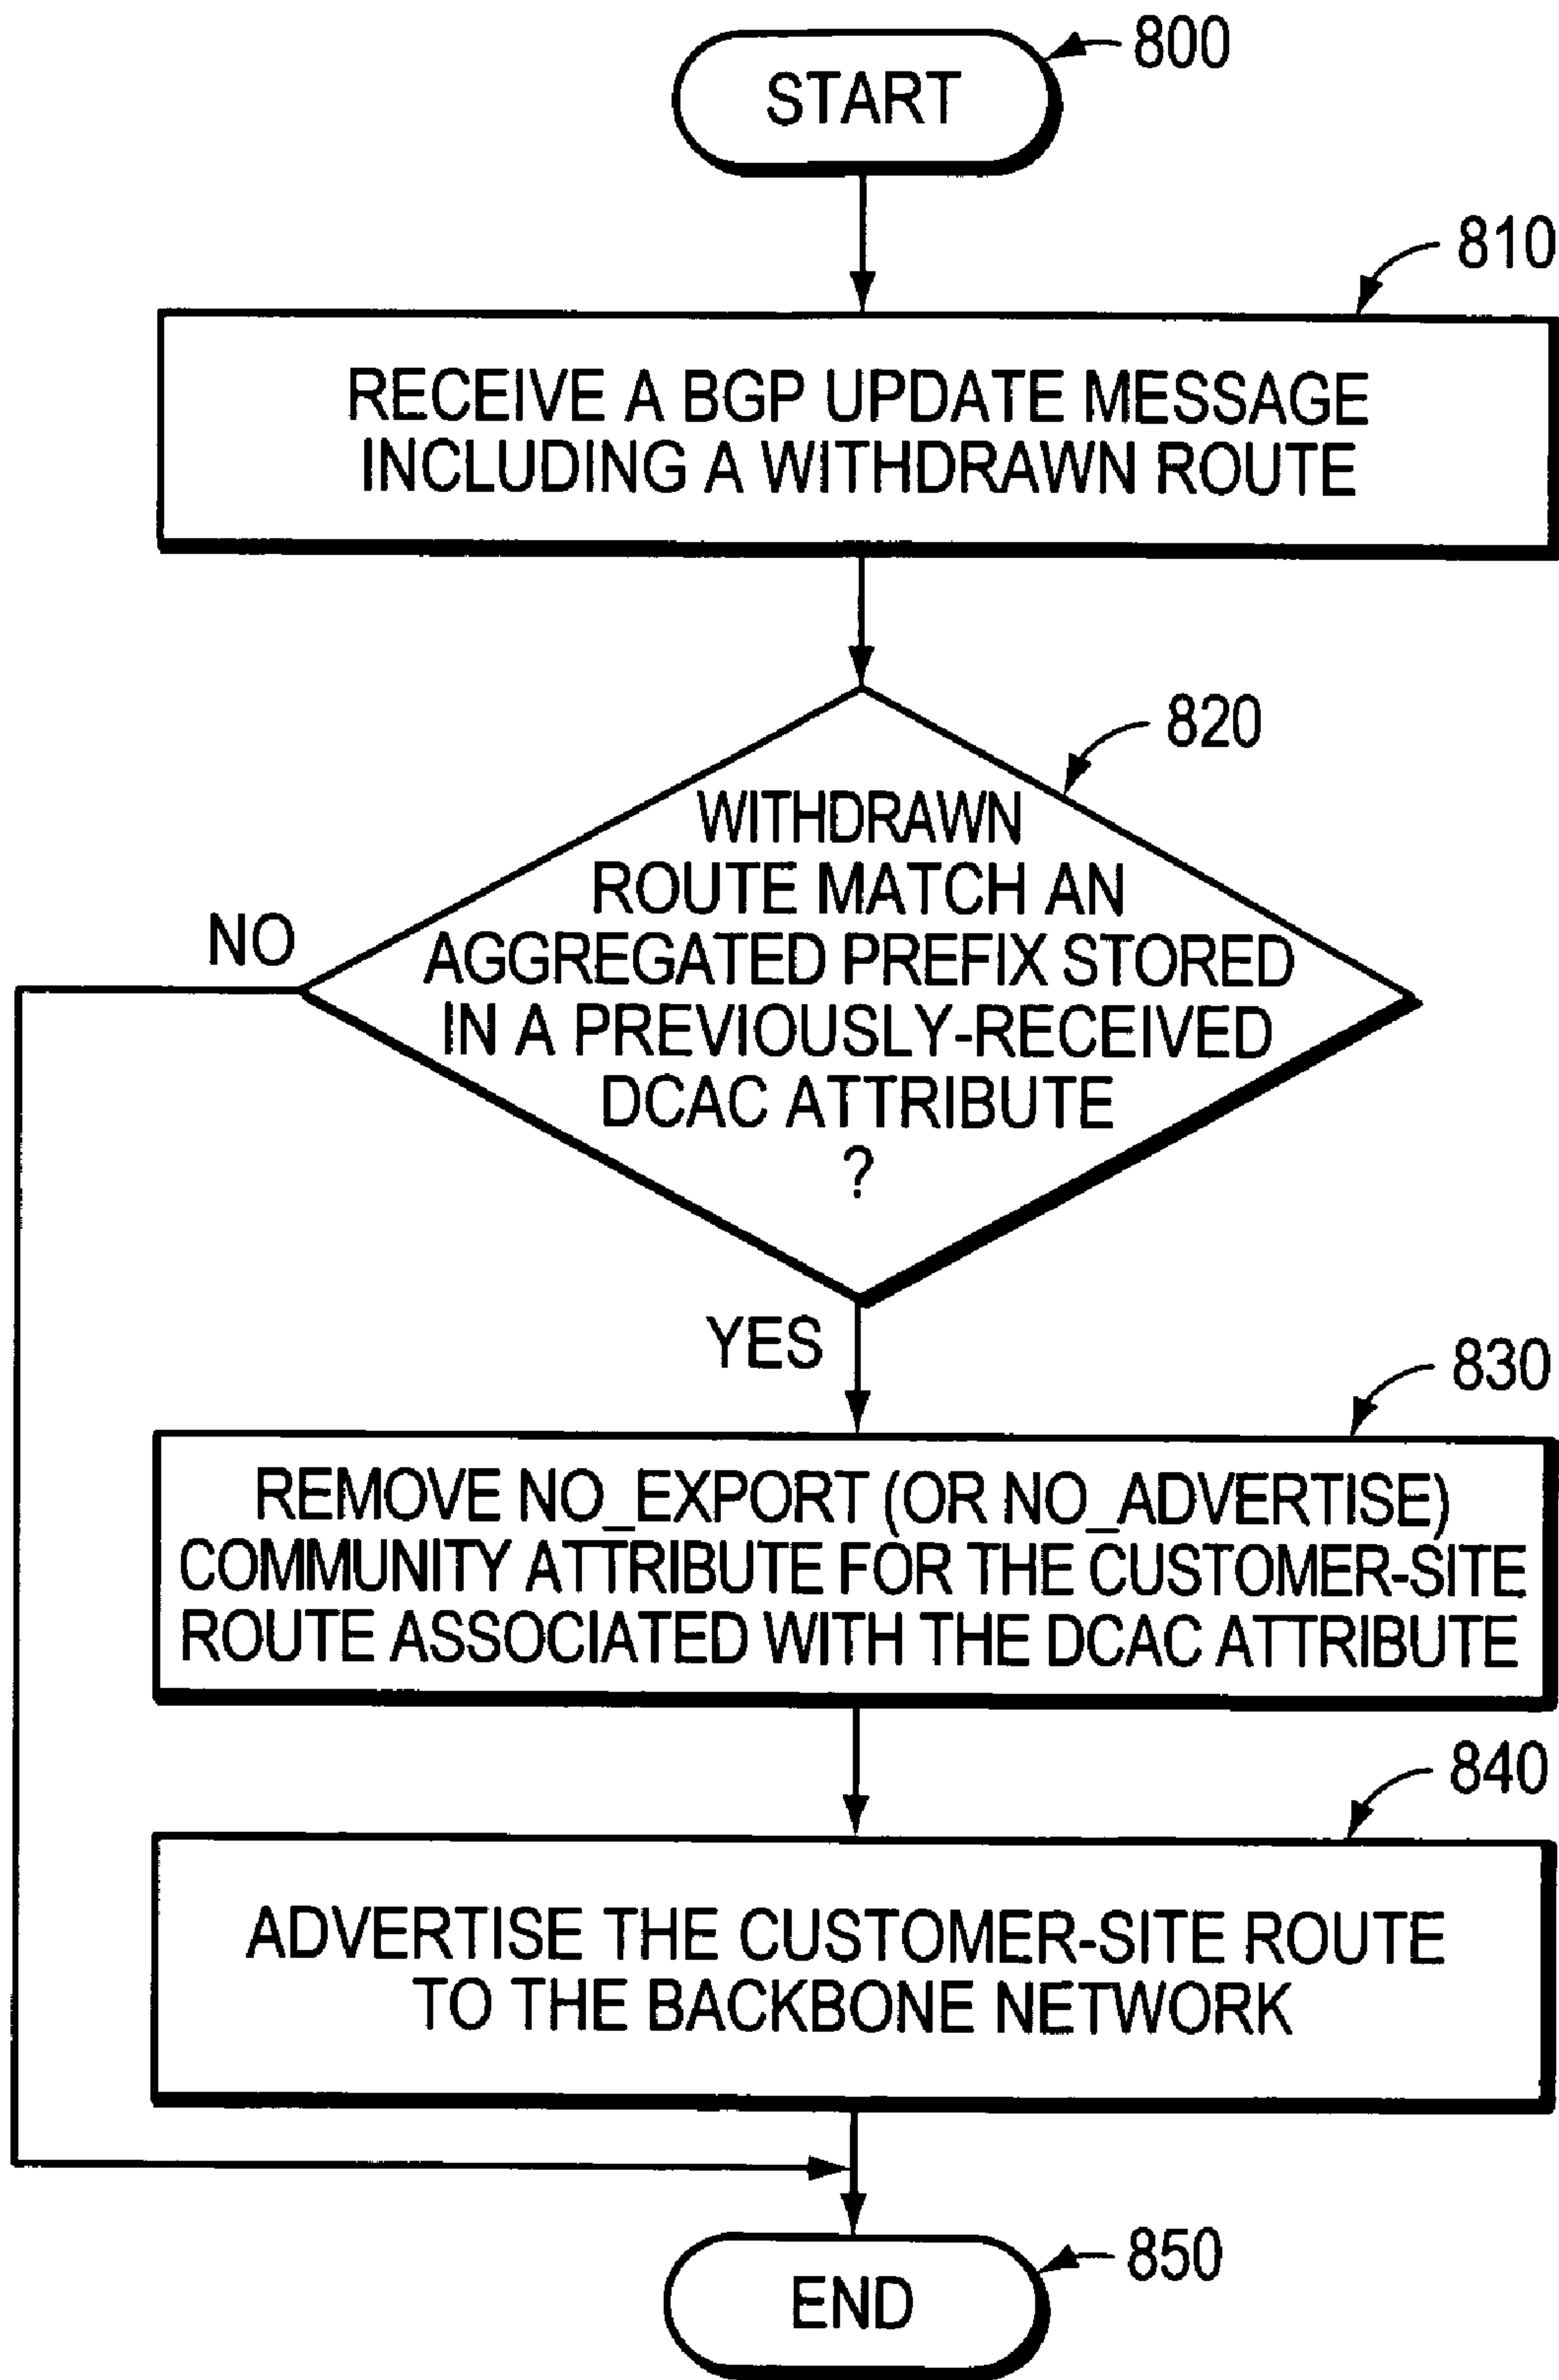 START
800
810
RECEIVE A BGP UPDATE MESSAGE
INCLUDING A WITHDRAWN ROUTE
820
WITHDRAWN
ROUTE MATCH AN
AGGREGATED PREFIX STORED
IN A PREVIOUSLY-RECEIVED
DCAC ATTRIBUTE
?
NO
YES
830
REMOVE NO_EXPORT (OR NO_ADVERTISE)
COMMUNITY ATTRIBUTE FOR THE CUSTOMER-SITE
ROUTE ASSOCIATED WITH THE DCAC ATTRIBUTE
840
ADVERTISE THE CUSTOMER-SITE ROUTE
TO THE BACKBONE NETWORK
850
END